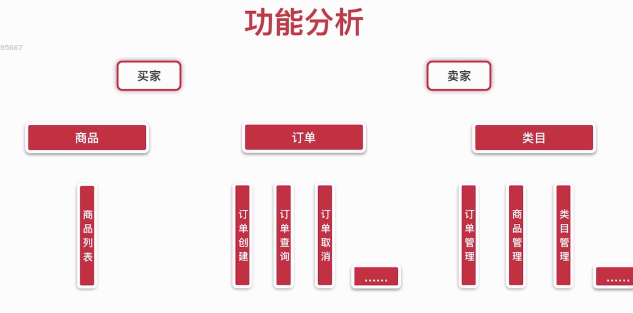 功能分析
95667
买家
卖家
商品
订单
类目
商品列表
订单创建
订单查询
订单取消
......
订单管理
商品管理
类目管理
......